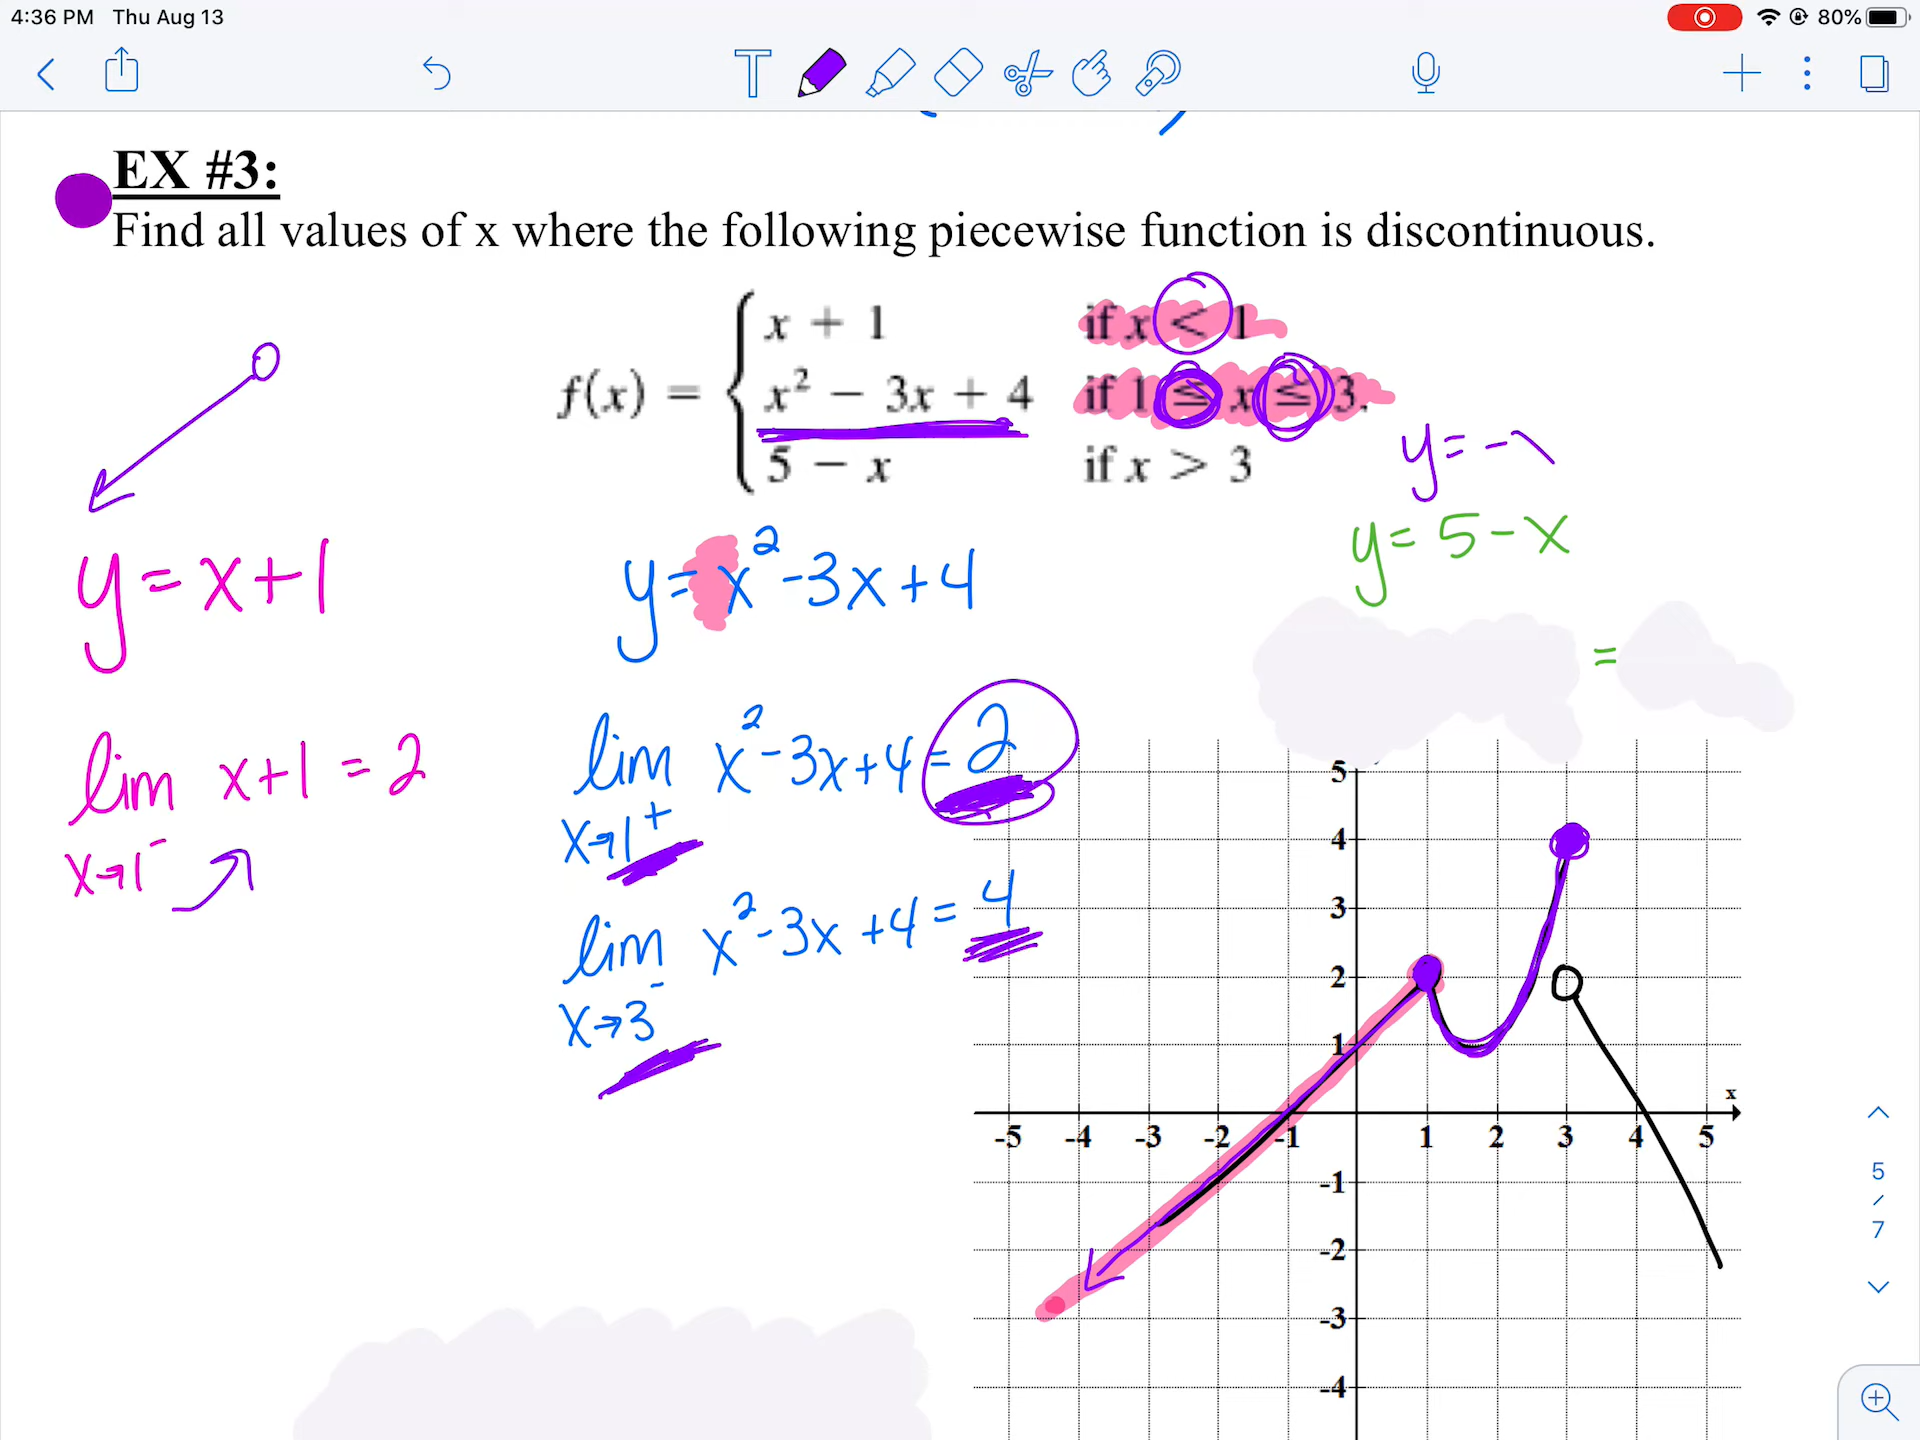 4:36 PM Thu Aug 13
80%
T
EX #3:
Find all values of x where the following piecewise function is discontinuous.
f(x) = { x + 1 if x < 1
x² − 3x + 4 if 1 ≤ x ≤ 3.
5 − x if x > 3
y = -
y = x+1
y = x² - 3x + 4
y = 5 - x
=
lim x+1 = 2
x→1⁻
lim x² - 3x + 4 = 2
x→1⁺
lim x² - 3x + 4 = 4
x→3⁻
5
4
3
2
1
x
-5 -4 -3 -2 -1 1 2 3 4 5
-1
-2
-3
-4
5
/
7